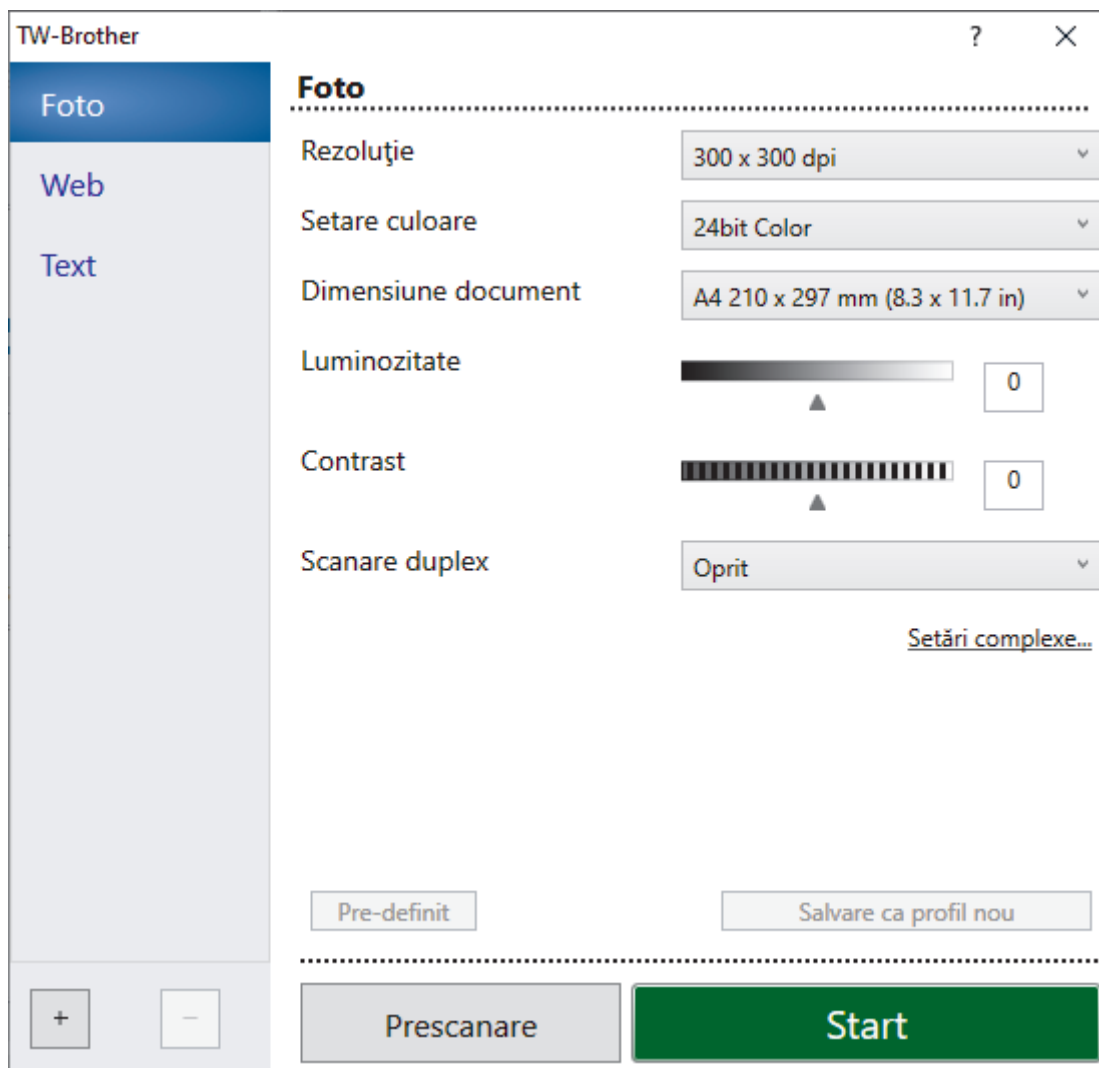 TW-Brother
?
Foto
Web
Text
Foto
Rezoluţie
300 x 300 dpi
Setare culoare
24bit Color
Dimensiune document
A4 210 x 297 mm (8.3 x 11.7 in)
Luminozitate
0
Contrast
0
Scanare duplex
Oprit
Setări complexe...
Pre-definit
Salvare ca profil nou
+
−
Prescanare
Start